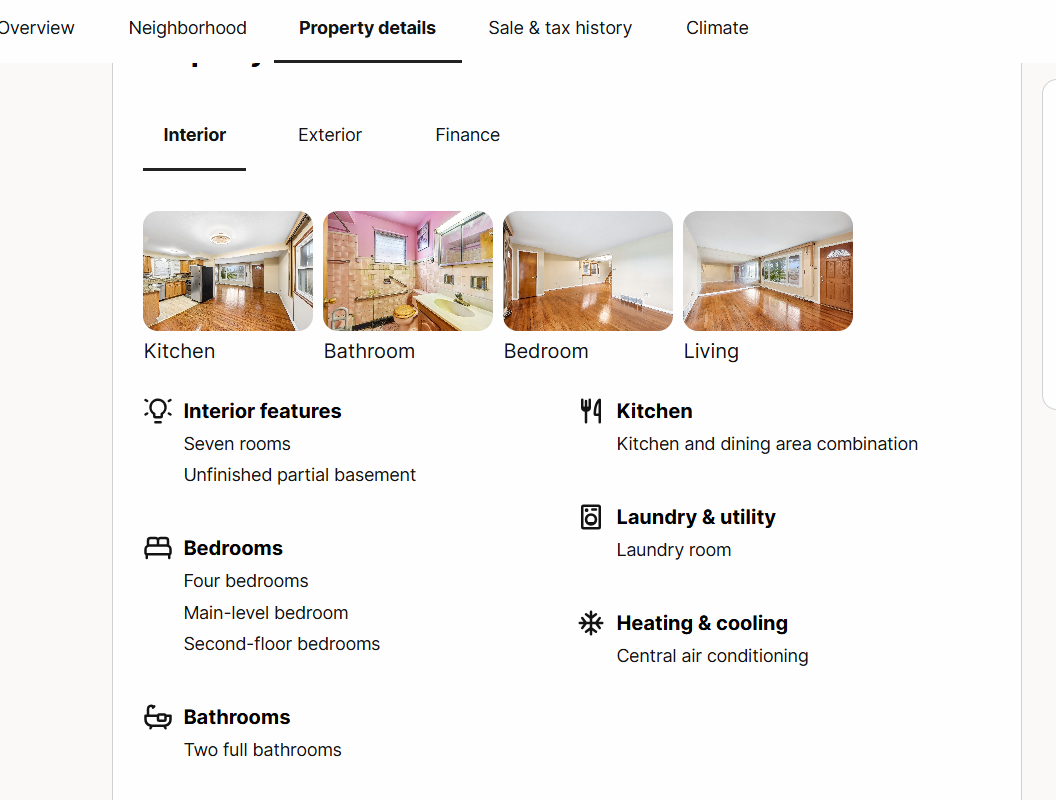 Overview Neighborhood Property details Sale & tax history Climate
Interior Exterior Finance
Kitchen Bathroom Bedroom Living
Interior features
Seven rooms
Unfinished partial basement
Bedrooms
Four bedrooms
Main-level bedroom
Second-floor bedrooms
Bathrooms
Two full bathrooms
Kitchen
Kitchen and dining area combination
Laundry & utility
Laundry room
Heating & cooling
Central air conditioning